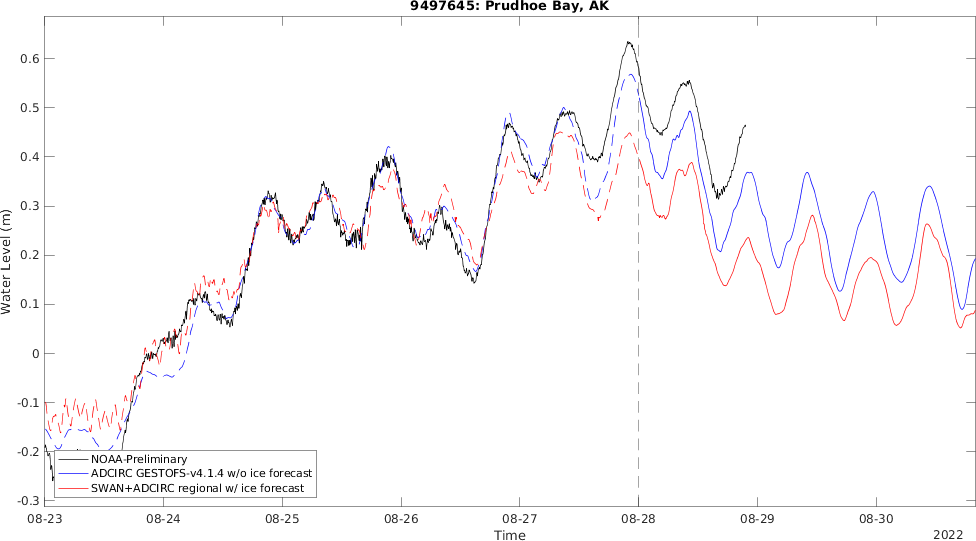 9497645: Prudhoe Bay, AK
Water Level (m)
0.6
0.5
0.4
0.3
0.2
0.1
0
-0.1
-0.2
-0.3
NOAA-Preliminary
ADCIRC GESTOFS-v4.1.4 w/o ice forecast
SWAN+ADCIRC regional w/ ice forecast
08-23 08-24 08-25 08-26 08-27 08-28 08-29 08-30
Time
2022